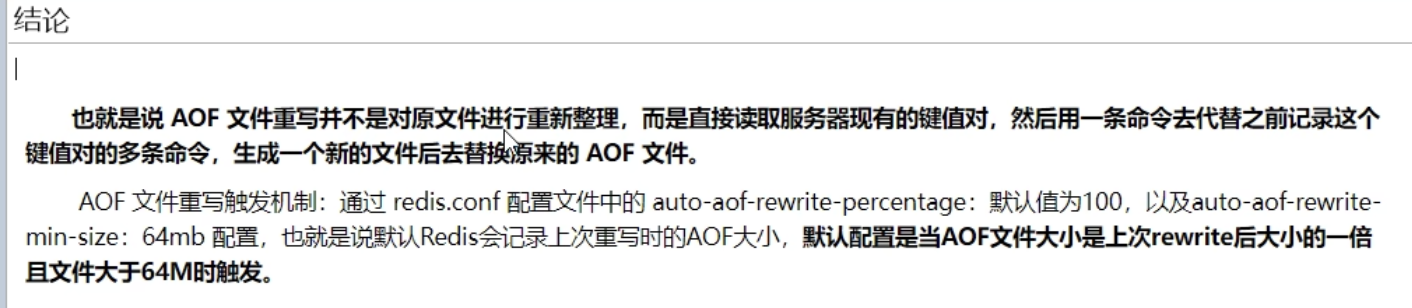 结论
也就是说 AOF 文件重写并不是对原文件进行重新整理，而是直接读取服务器现有的键值对，然后用一条命令去代替之前记录这个
键值对的多条命令，生成一个新的文件后去替换原来的 AOF 文件。
AOF 文件重写触发机制：通过 redis.conf 配置文件中的 auto-aof-rewrite-percentage：默认值为100，以及auto-aof-rewrite-
min-size：64mb 配置，也就是说默认Redis会记录上次重写时的AOF大小，默认配置是当AOF文件大小是上次rewrite后大小的一倍
且文件大于64M时触发。